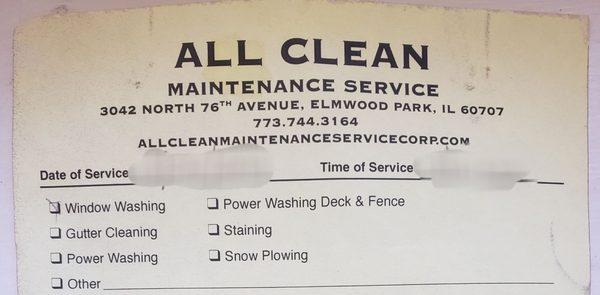 ALL CLEAN
MAINTENANCE SERVICE
3042 NORTH 76TH AVENUE, ELMWOOD PARK, IL 60707
773.744.3164
ALLCLEANMAINTENANCESERVICECORP.COM
Date of Service Time of Service
Window Washing Power Washing Deck & Fence
Gutter Cleaning Staining
Power Washing Snow Plowing
Other